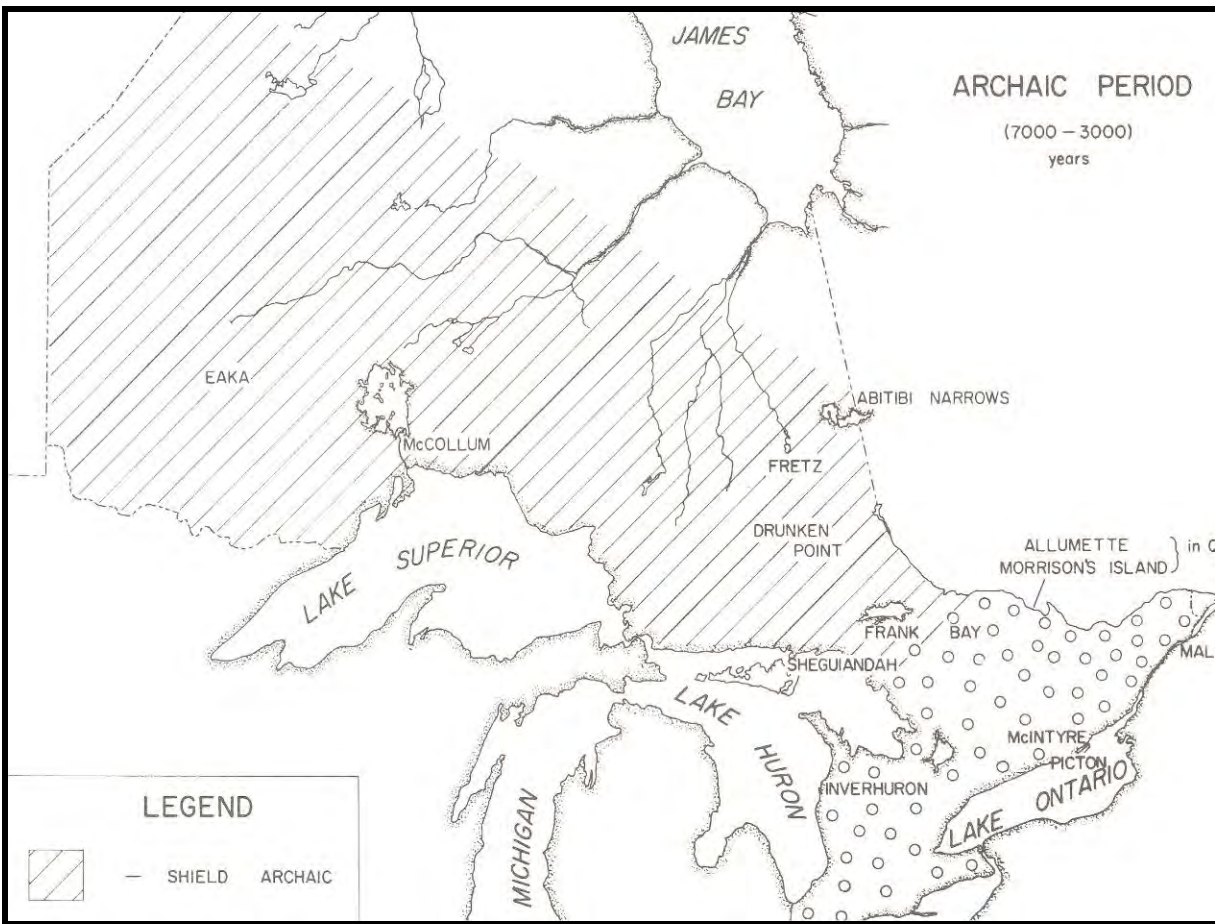 JAMES
BAY
ARCHAIC PERIOD
(7000 – 3000)
years
EAKA
McCOLLUM
ABITIBI NARROWS
FRETZ
DRUNKEN
POINT
ALLUMETTE
MORRISON'S ISLAND
in
LAKE SUPERIOR
FRANK BAY
SHEGUIANDAH
LAKE HURON
McINTYRE
PICTON
INVERHURON
LAKE ONTARIO
MICHIGAN
LEGEND
– SHIELD ARCHAIC